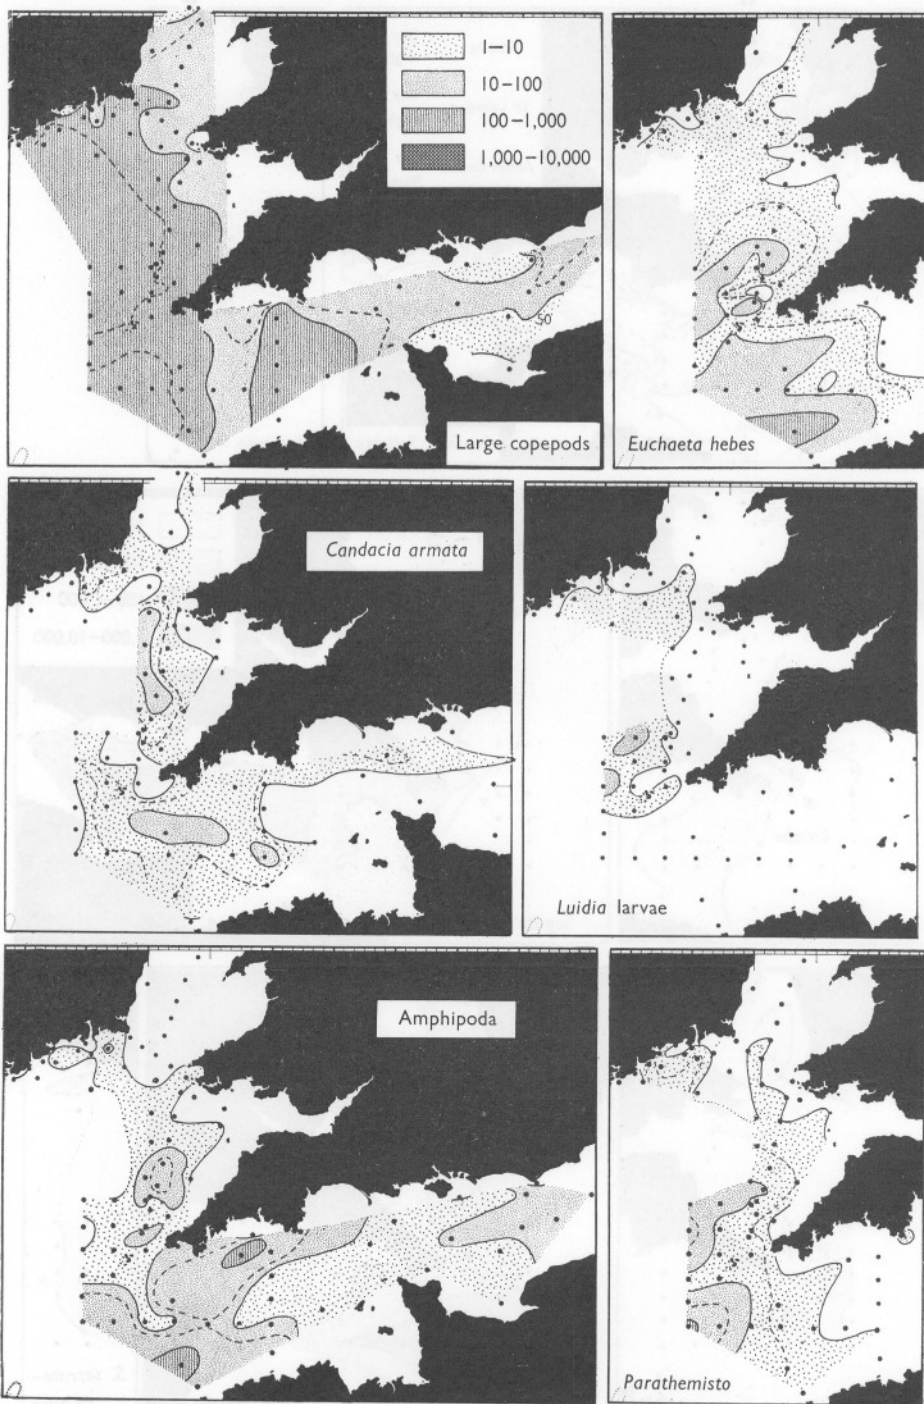 1–10
10–100
100–1,000
1,000–10,000
50
Large copepods
Euchaeta hebes
Candacia armata
Luidia larvae
Amphipoda
Parathemisto